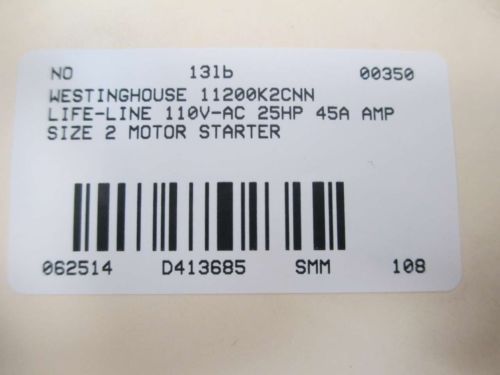 NO 13lb 00350
WESTINGHOUSE 11200K2CNN
LIFE-LINE 110V-AC 25HP 45A AMP
SIZE 2 MOTOR STARTER
062514 D413685 SMM 108